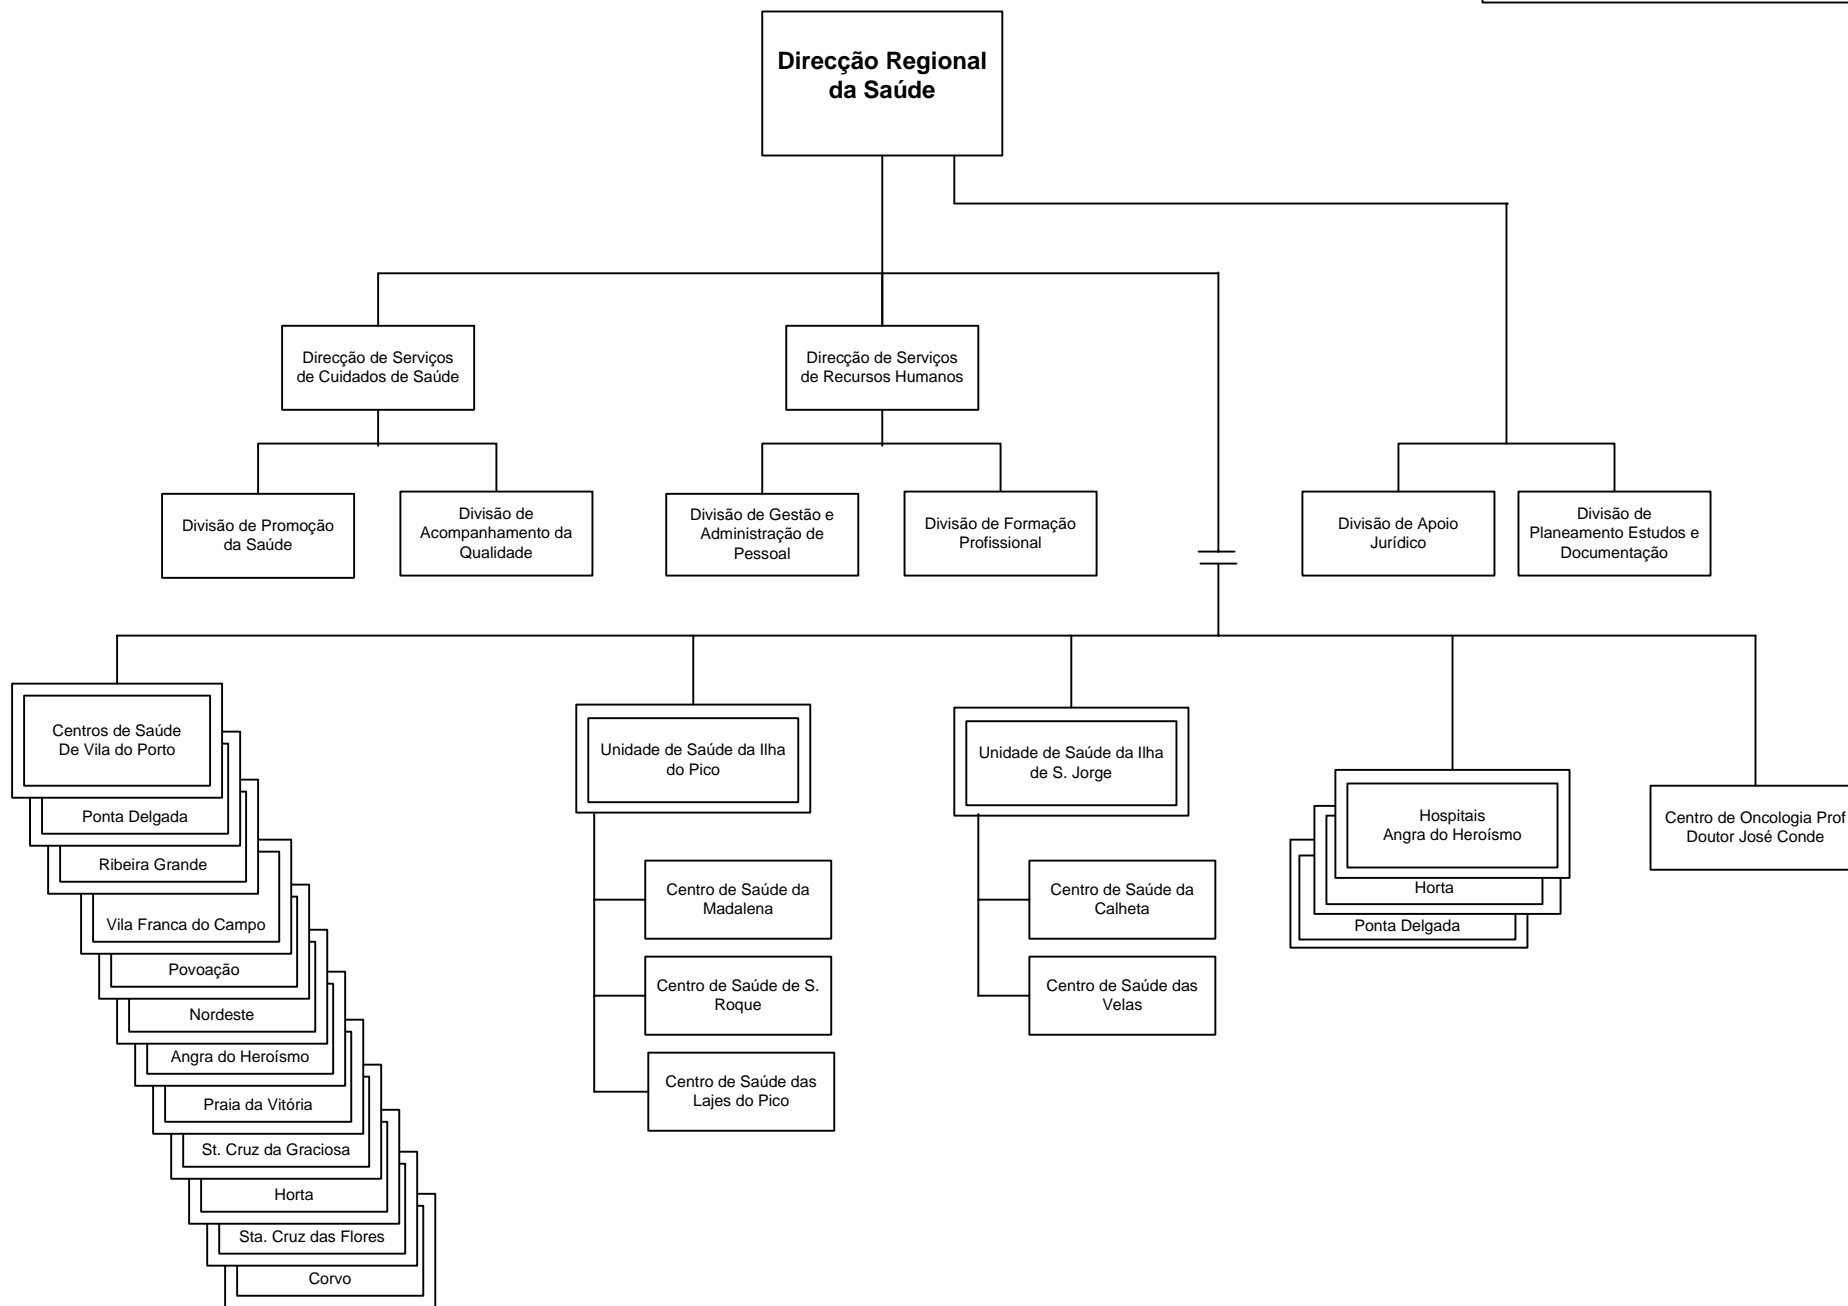 Direcção Regional
da Saúde
Direcção de Serviços
de Cuidados de Saúde
Direcção de Serviços
de Recursos Humanos
Divisão de Promoção
da Saúde
Divisão de
Acompanhamento da
Qualidade
Divisão de Gestão e
Administração de
Pessoal
Divisão de Formação
Profissional
Divisão de Apoio
Jurídico
Divisão de
Planeamento Estudos e
Documentação
Centros de Saúde
De Vila do Porto
Ponta Delgada
Ribeira Grande
Vila Franca do Campo
Povoação
Nordeste
Angra do Heroísmo
Praia da Vitória
St. Cruz da Graciosa
Horta
Sta. Cruz das Flores
Corvo
Unidade de Saúde da Ilha
do Pico
Centro de Saúde da
Madalena
Centro de Saúde de S.
Roque
Centro de Saúde das
Lajes do Pico
Unidade de Saúde da Ilha
de S. Jorge
Centro de Saúde da
Calheta
Centro de Saúde das
Velas
Hospitais
Angra do Heroísmo
Horta
Ponta Delgada
Centro de Oncologia Prof
Doutor José Conde